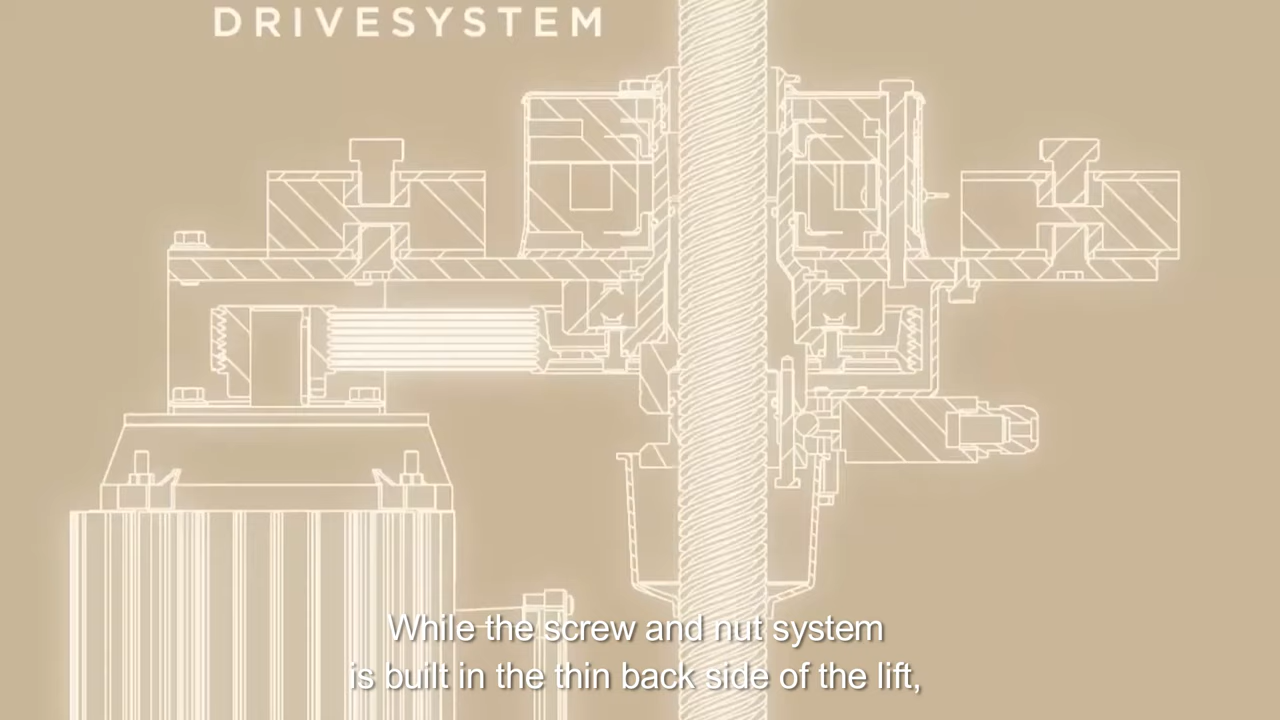 DRIVESYSTEM
While the screw and nut system
is built in the thin back side of the lift,